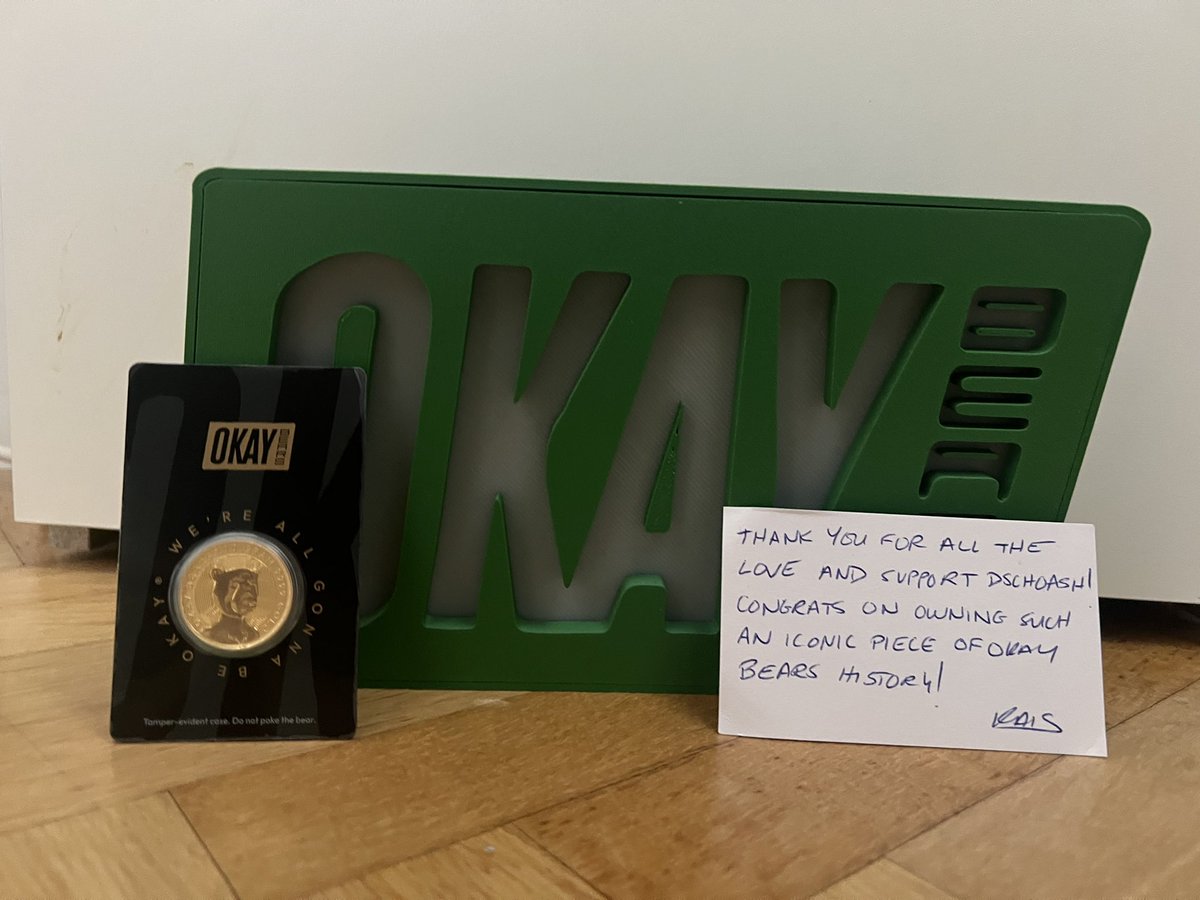 OKAY
OKAY
WE'RE ALL GONNA BE OKAY®
Tamper-evident case. Do not poke the bear.
THANK YOU FOR ALL THE
LOVE AND SUPPORT DSCHOASH!
CONGRATS ON OWNING SUCH
AN ICONIC PIECE OF OKAY
BEARS HISTORY!
RAIS